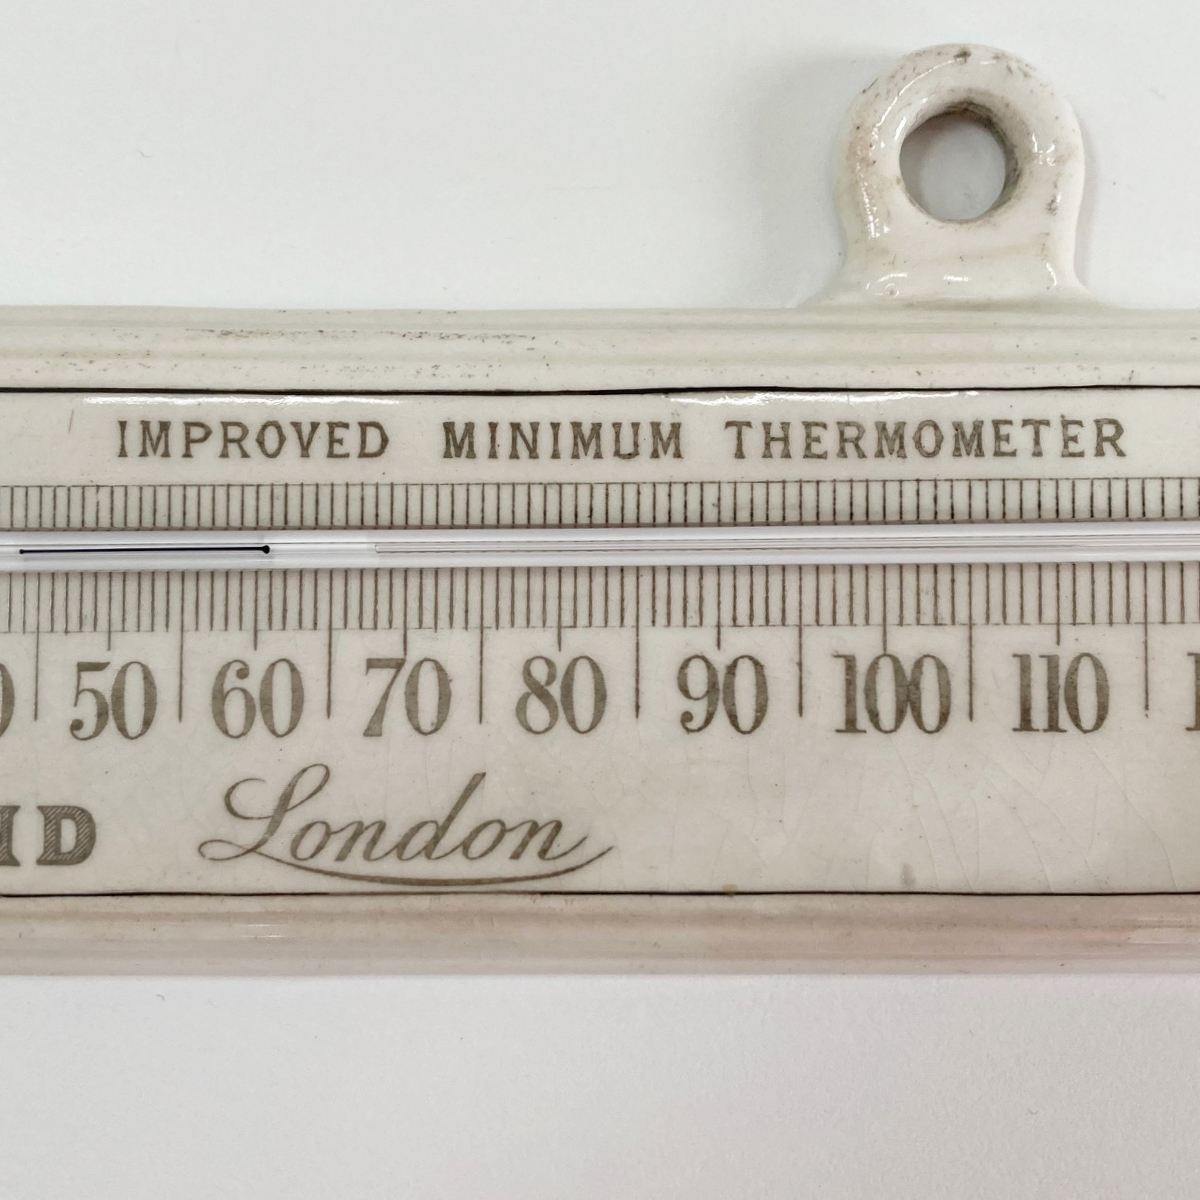 IMPROVED MINIMUM THERMOMETER
50 60 70 80 90 100 110
London